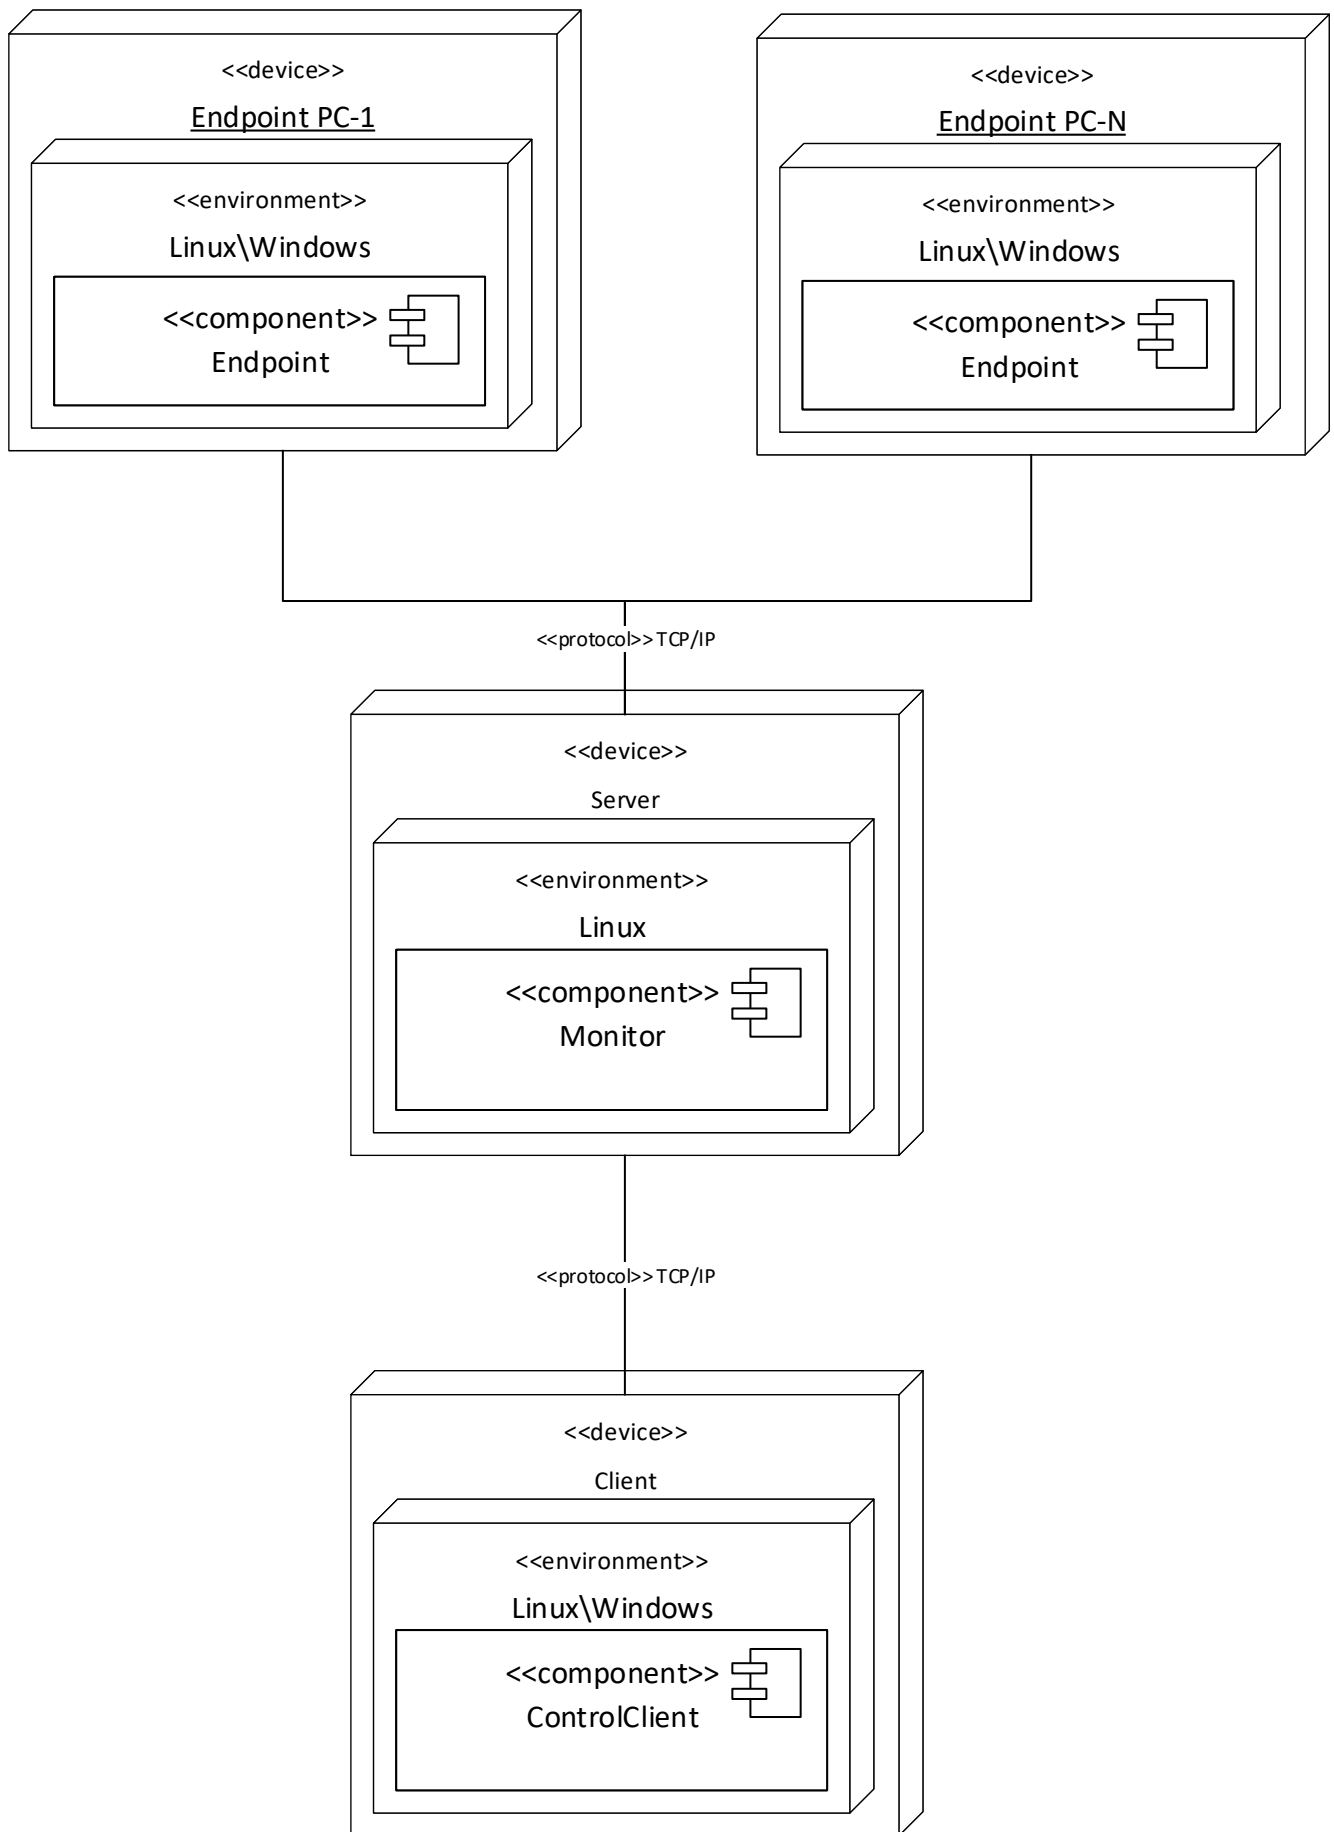 <<device>>
Endpoint PC-1
<<environment>>
Linux\Windows
<<component>>
Endpoint
<<device>>
Endpoint PC-N
<<environment>>
Linux\Windows
<<component>>
Endpoint
<<protocol>> TCP/IP
<<device>>
Server
<<environment>>
Linux
<<component>>
Monitor
<<protocol>> TCP/IP
<<device>>
Client
<<environment>>
Linux\Windows
<<component>>
ControlClient